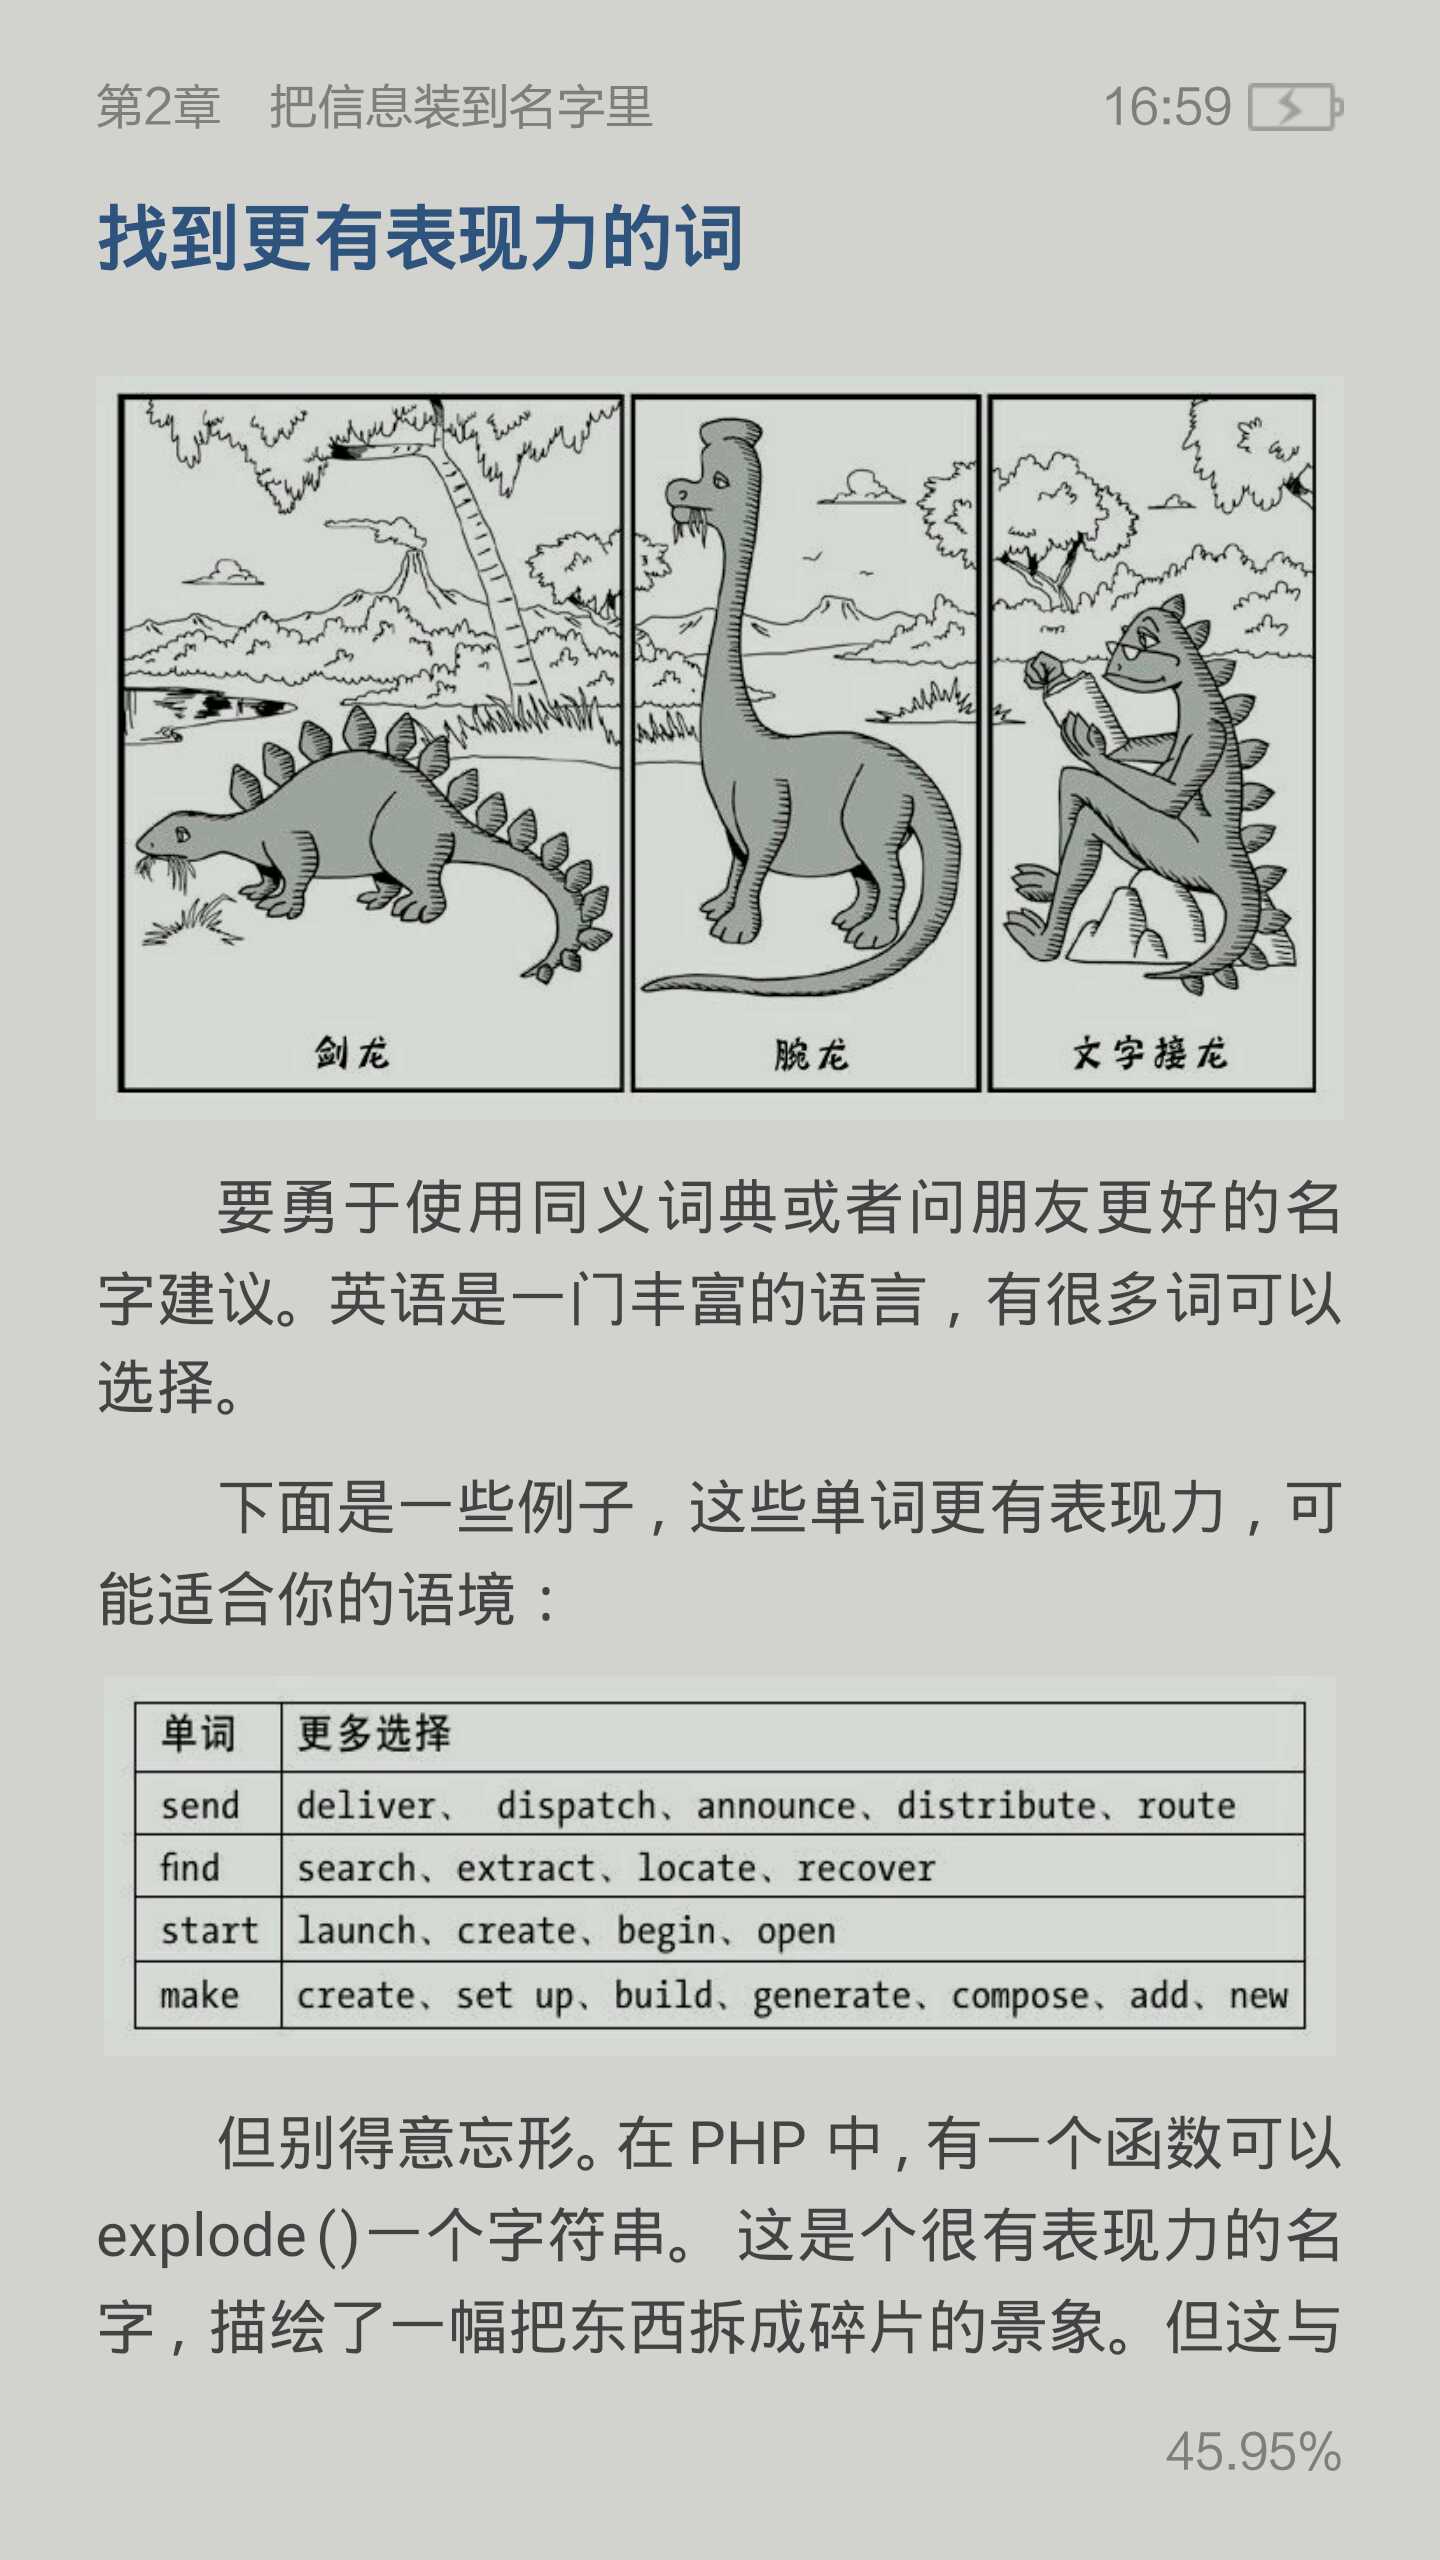 第2章　把信息装到名字里
16:59
找到更有表现力的词
剑龙
腕龙
文字接龙
要勇于使用同义词典或者问朋友更好的名
字建议。英语是一门丰富的语言，有很多词可以
选择。
下面是一些例子，这些单词更有表现力，可
能适合你的语境：
单词 更多选择
send deliver、 dispatch、announce、distribute、route
find search、extract、locate、recover
start launch、create、begin、open
make create、set up、build、generate、compose、add、new
但别得意忘形。在 PHP 中，有一个函数可以
explode()一个字符串。 这是个很有表现力的名
字，描绘了一幅把东西拆成碎片的景象。但这与
45.95%